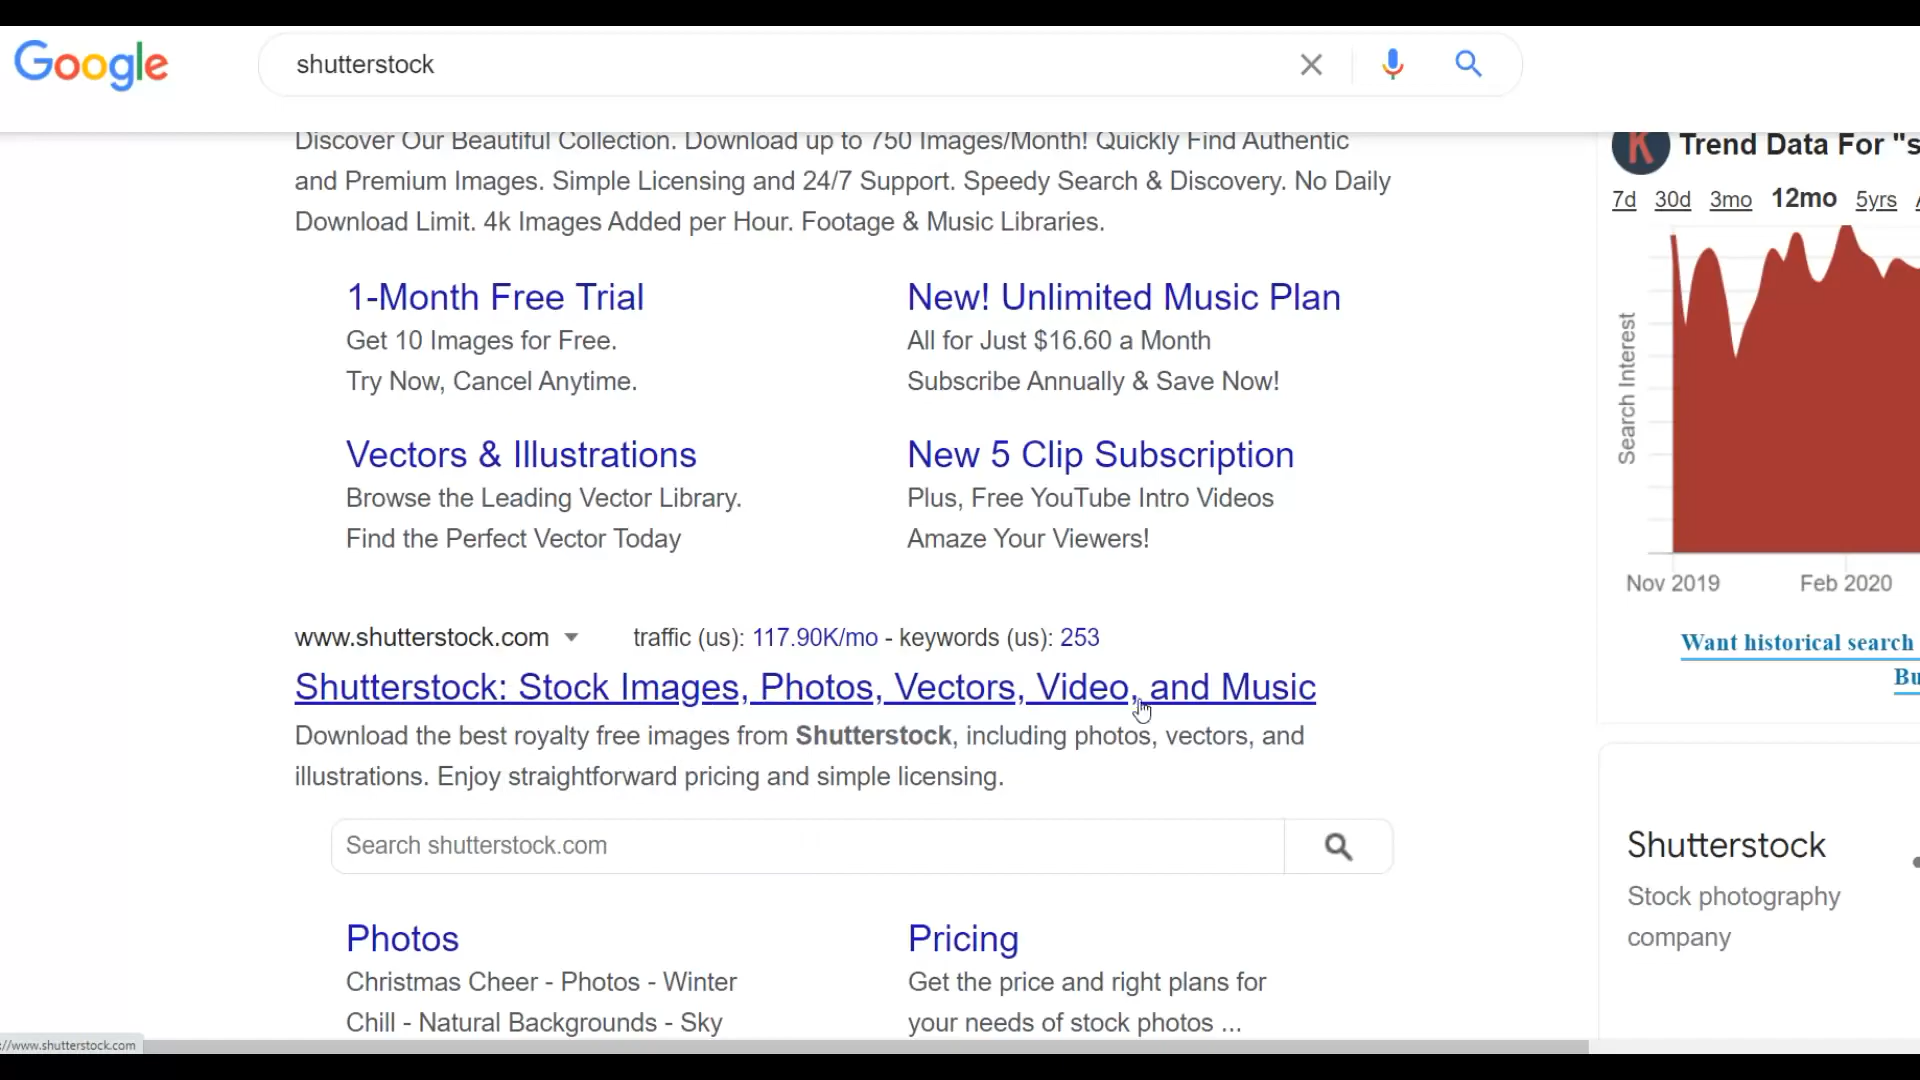 Google
shutterstock
Discover Our Beautiful Collection. Download up to 750 Images/Month! Quickly Find Authentic
and Premium Images. Simple Licensing and 24/7 Support. Speedy Search & Discovery. No Daily
Download Limit. 4k Images Added per Hour. Footage & Music Libraries.
1-Month Free Trial
Get 10 Images for Free.
Try Now, Cancel Anytime.
New! Unlimited Music Plan
All for Just $16.60 a Month
Subscribe Annually & Save Now!
Vectors & Illustrations
Browse the Leading Vector Library.
Find the Perfect Vector Today
New 5 Clip Subscription
Plus, Free YouTube Intro Videos
Amaze Your Viewers!
www.shutterstock.com traffic (us): 117.90K/mo - keywords (us): 253
Shutterstock: Stock Images, Photos, Vectors, Video, and Music
Download the best royalty free images from Shutterstock, including photos, vectors, and
illustrations. Enjoy straightforward pricing and simple licensing.
Search shutterstock.com
Photos
Christmas Cheer - Photos - Winter
Chill - Natural Backgrounds - Sky
Pricing
Get the price and right plans for
your needs of stock photos ...
K Trend Data For "s
7d 30d 3mo 12mo 5yrs
Search Interest
Nov 2019 Feb 2020
Want historical search
Bu
Shutterstock
Stock photography
company
://www.shutterstock.com